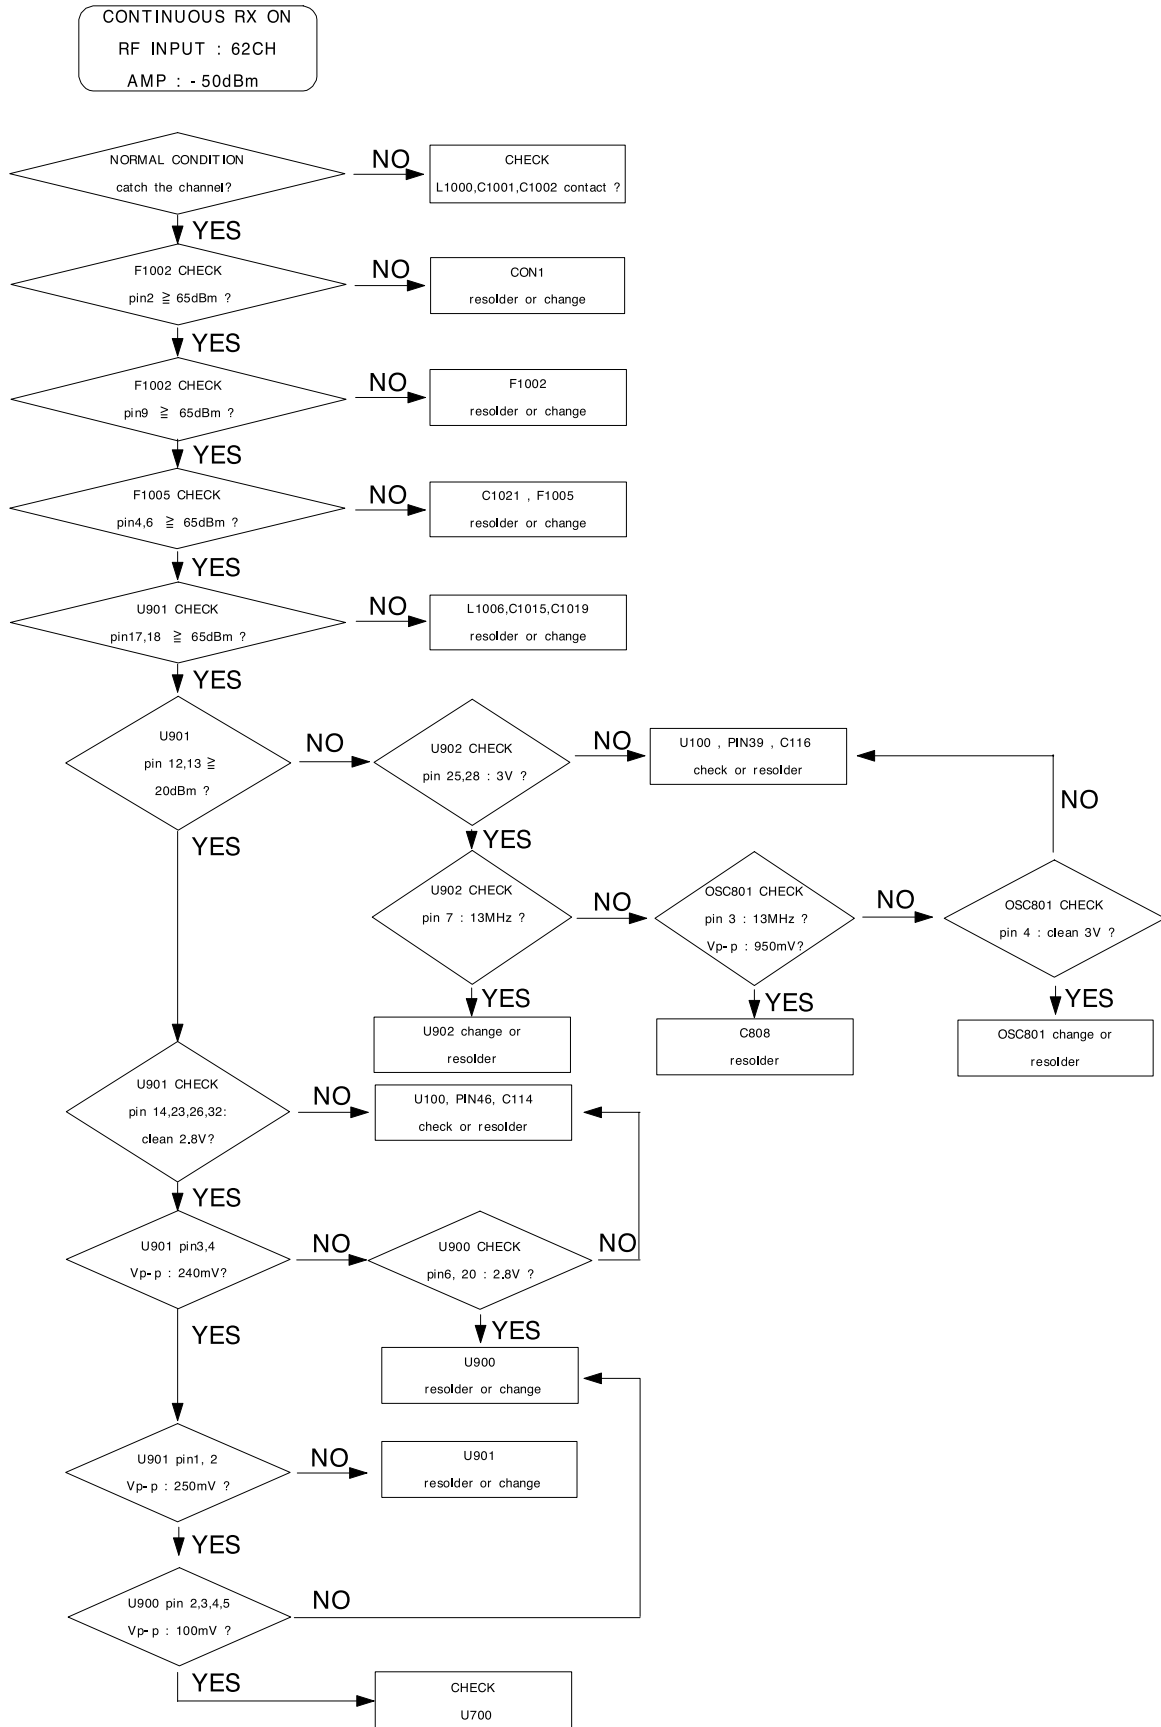 CONTINUOUS RX ON
RF INPUT : 62CH
AMP : -50dBm
NORMAL CONDITION
catch the channel?
NO
CHECK
L1000,C1001,C1002 contact ?
YES
F1002 CHECK
pin2 ≧ 65dBm ?
NO
CON1
resolder or change
YES
F1002 CHECK
pin9 ≧ 65dBm ?
NO
F1002
resolder or change
YES
F1005 CHECK
pin4,6 ≧ 65dBm ?
NO
C1021 , F1005
resolder or change
YES
U901 CHECK
pin17,18 ≧ 65dBm ?
NO
L1006,C1015,C1019
resolder or change
YES
U901
pin 12,13 ≧
20dBm ?
NO
U902 CHECK
pin 25,28 : 3V ?
NO
U100 , PIN39 , C116
check or resolder
NO
YES
YES
U902 CHECK
pin 7 : 13MHz ?
NO
OSC801 CHECK
pin 3 : 13MHz ?
Vp-p : 950mV?
NO
OSC801 CHECK
pin 4 : clean 3V ?
YES
YES
YES
U902 change or
resolder
C808
resolder
OSC801 change or
resolder
U901 CHECK
pin 14,23,26,32:
clean 2.8V?
NO
U100, PIN46, C114
check or resolder
YES
U901 pin3,4
Vp-p : 240mV?
NO
U900 CHECK
pin6, 20 : 2.8V ?
NO
YES
YES
U900
resolder or change
U901 pin1, 2
Vp-p : 250mV ?
NO
U901
resolder or change
YES
U900 pin 2,3,4,5
Vp-p : 100mV ?
NO
YES
CHECK
U700